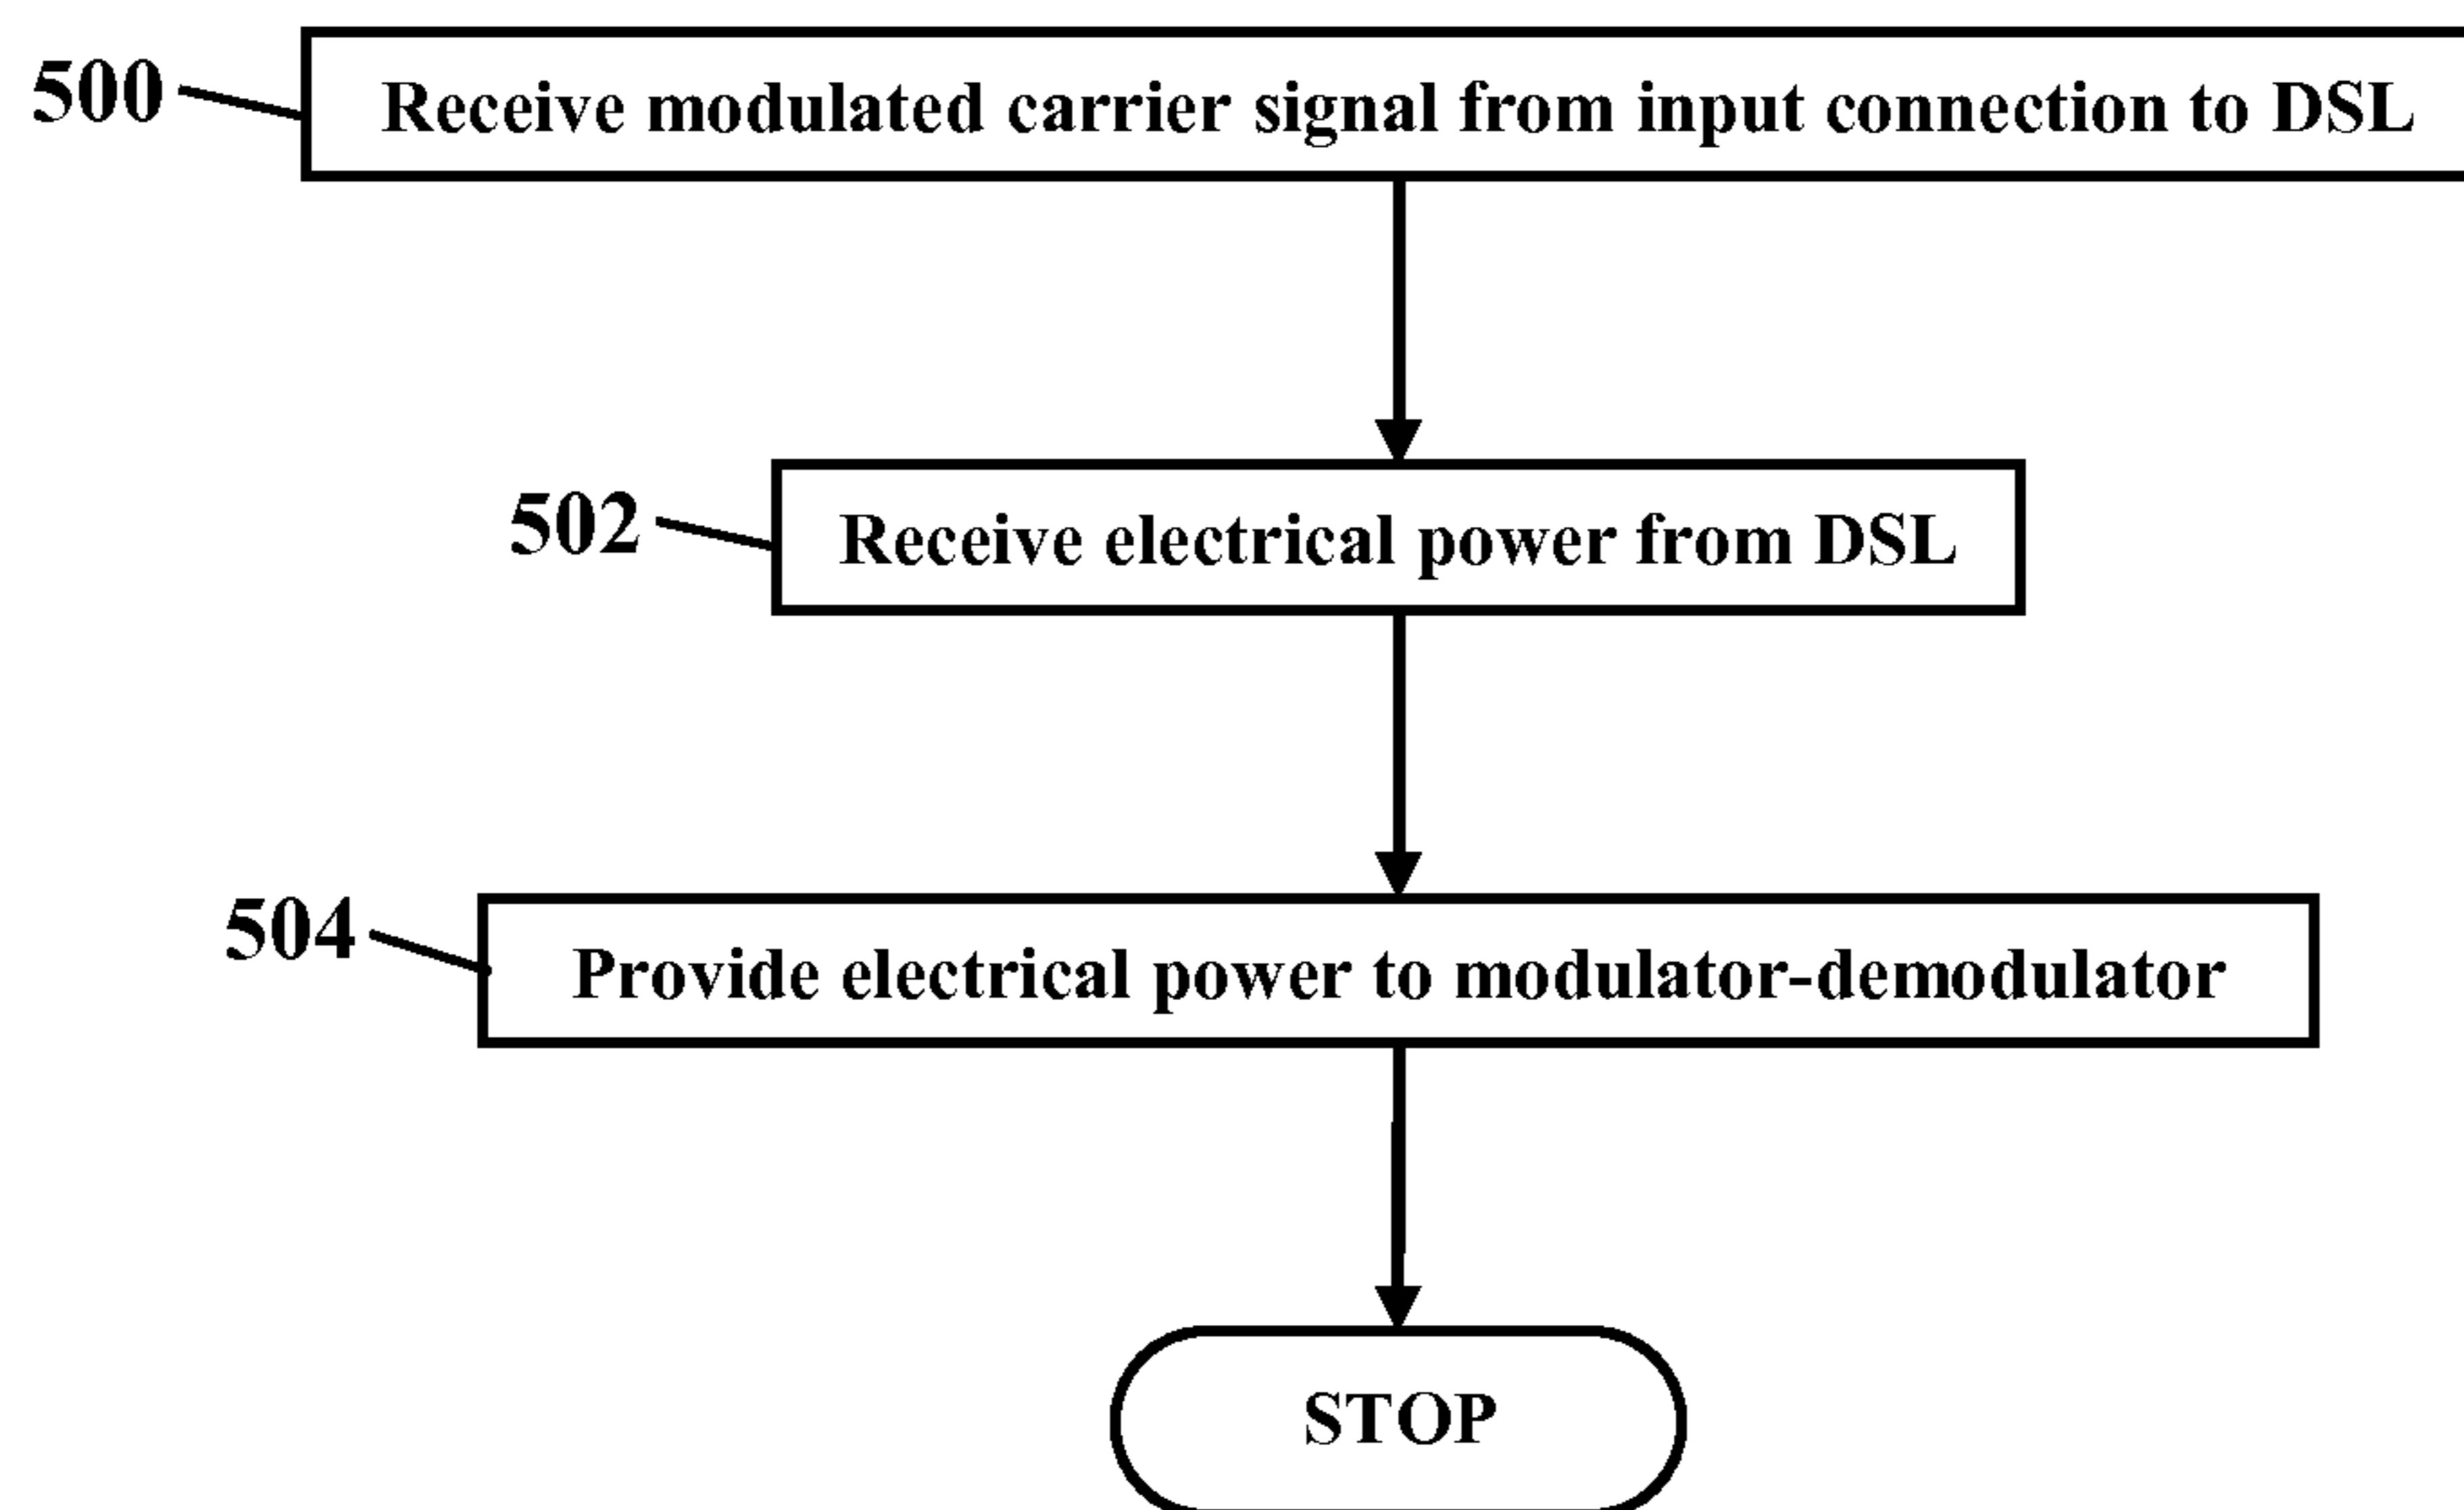 500
Receive modulated carrier signal from input connection to DSL
502
Receive electrical power from DSL
504
Provide electrical power to modulator-demodulator
STOP